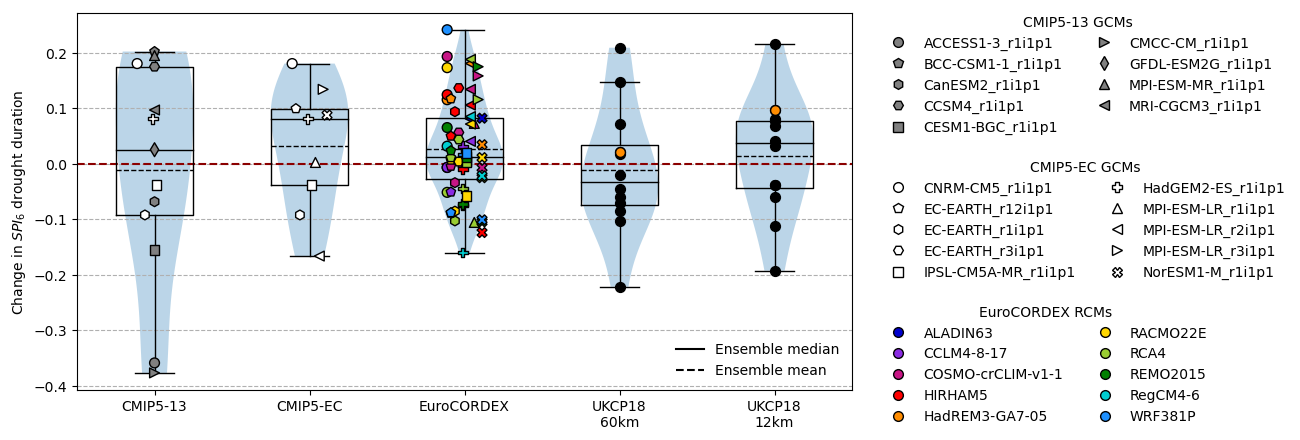 Change in SPI6 drought duration
0.2
0.1
0.0
−0.1
−0.2
−0.3
−0.4
Ensemble median
Ensemble mean
CMIP5-13
CMIP5-EC
EuroCORDEX
UKCP18
60km
UKCP18
12km
CMIP5-13 GCMs
ACCESS1-3_r1i1p1
BCC-CSM1-1_r1i1p1
CanESM2_r1i1p1
CCSM4_r1i1p1
CESM1-BGC_r1i1p1
CMCC-CM_r1i1p1
GFDL-ESM2G_r1i1p1
MPI-ESM-MR_r1i1p1
MRI-CGCM3_r1i1p1
CMIP5-EC GCMs
CNRM-CM5_r1i1p1
EC-EARTH_r12i1p1
EC-EARTH_r1i1p1
EC-EARTH_r3i1p1
IPSL-CM5A-MR_r1i1p1
HadGEM2-ES_r1i1p1
MPI-ESM-LR_r1i1p1
MPI-ESM-LR_r2i1p1
MPI-ESM-LR_r3i1p1
NorESM1-M_r1i1p1
EuroCORDEX RCMs
ALADIN63
CCLM4-8-17
COSMO-crCLIM-v1-1
HIRHAM5
HadREM3-GA7-05
RACMO22E
RCA4
REMO2015
RegCM4-6
WRF381P